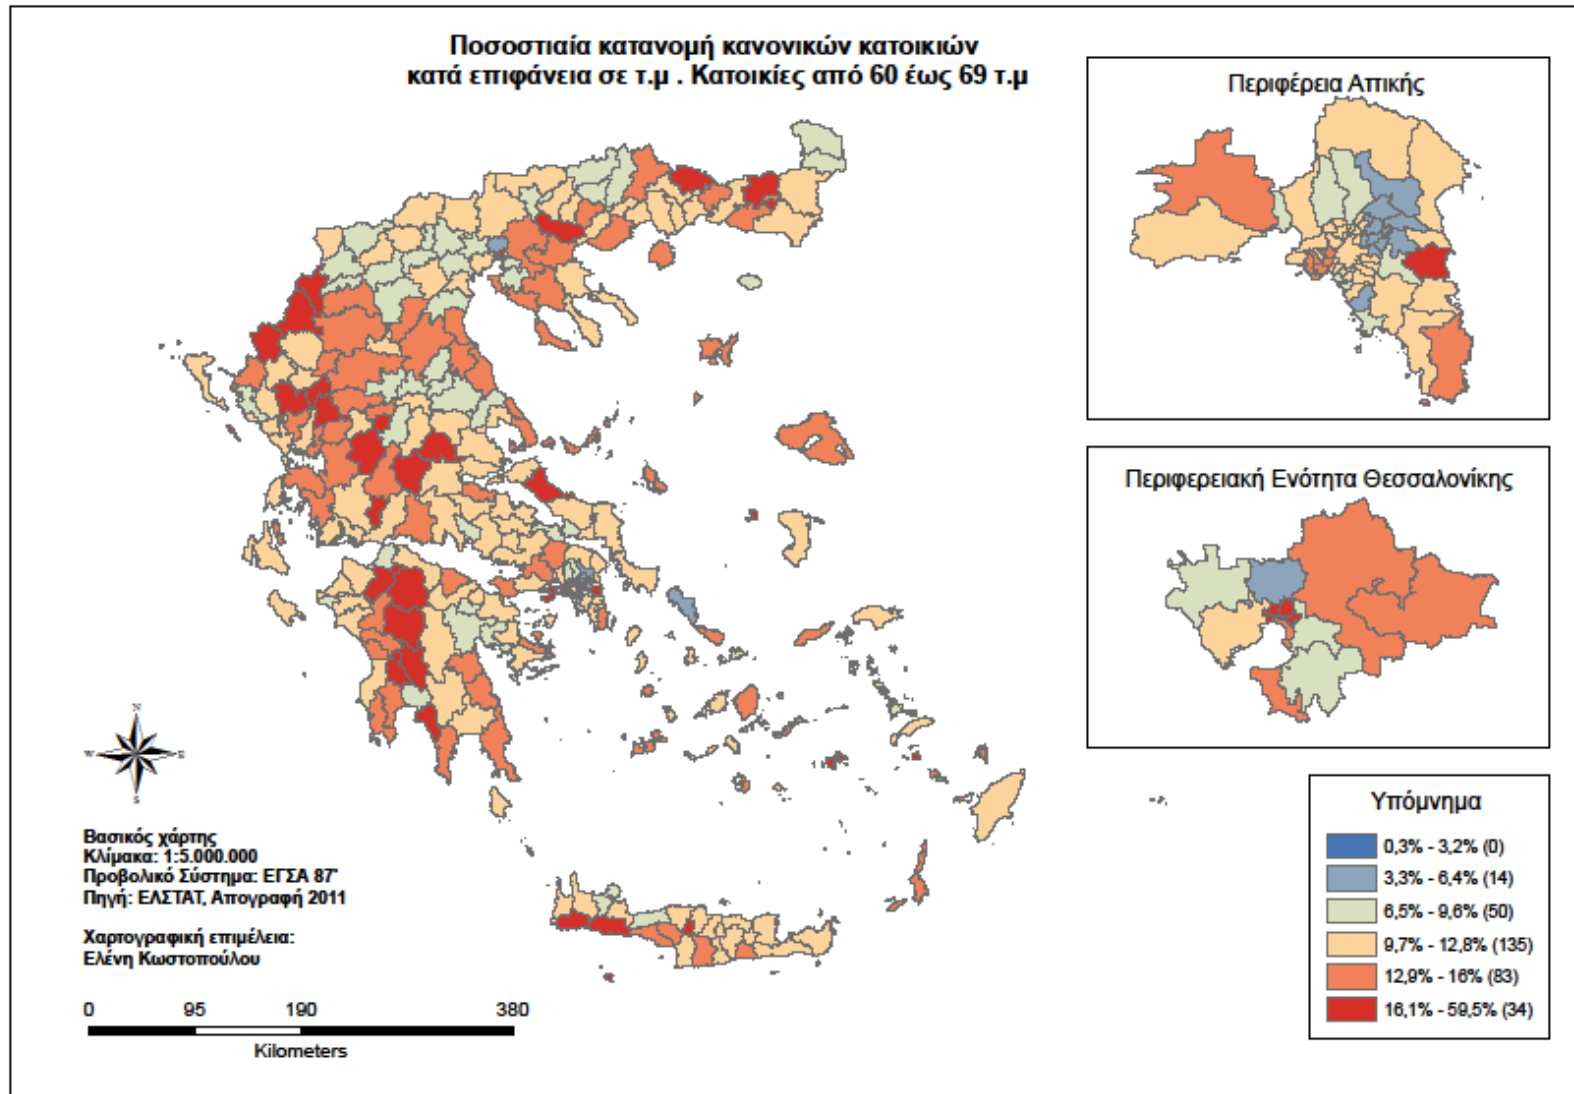 Ποσοστιαία κατανομή κανονικών κατοικιών
κατά επιφάνεια σε τ.μ . Κατοικίες από 60 έως 69 τ.μ
Περιφέρεια Αττικής
Περιφερειακή Ενότητα Θεσσαλονίκης
N
W
E
S
Βασικός χάρτης
Κλίμακα: 1:5.000.000
Προβολικό Σύστημα: ΕΓΣΑ 87'
Πηγή: ΕΛΣΤΑΤ, Απογραφή 2011
Χαρτογραφική επιμέλεια:
Ελένη Κωστοπούλου
0 95 190 380
Kilometers
Υπόμνημα
0,3% - 3,2% (0)
3,3% - 6,4% (14)
6,5% - 9,6% (50)
9,7% - 12,8% (135)
12,9% - 16% (83)
16,1% - 59,5% (34)